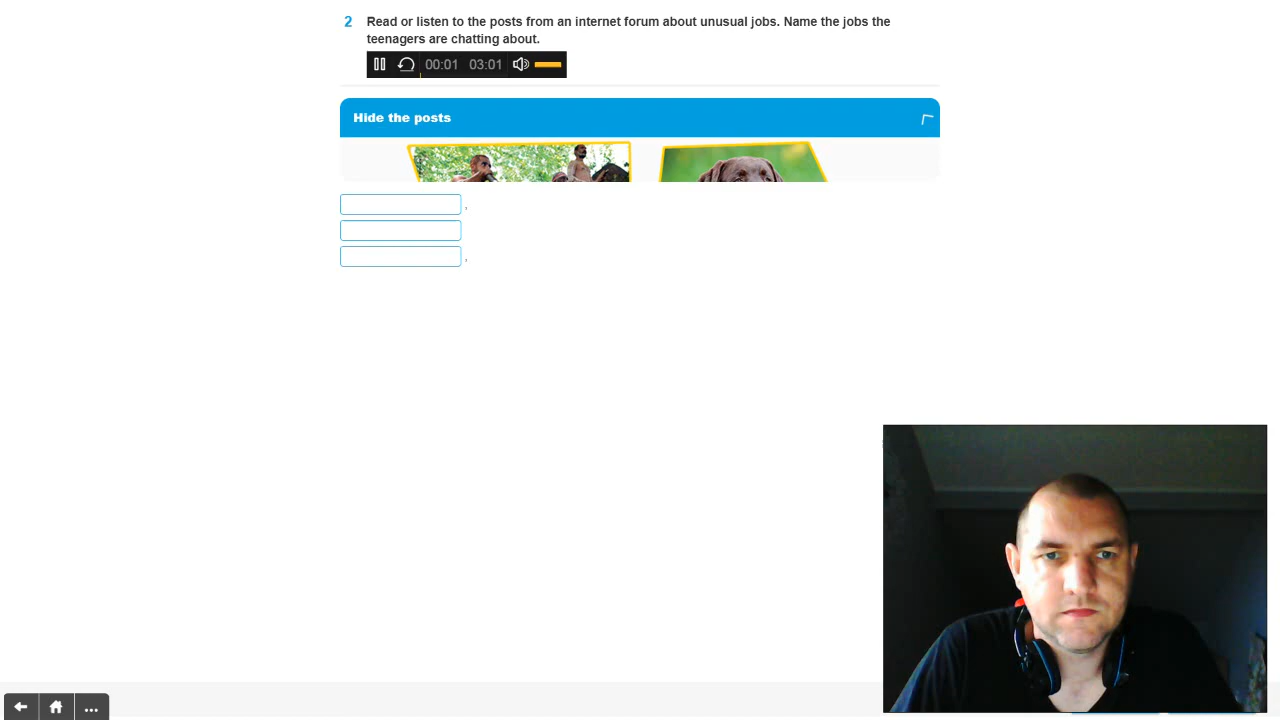 2 Read or listen to the posts from an internet forum about unusual jobs. Name the jobs the
teenagers are chatting about.
00:01 03:01
Hide the posts
,
,
...